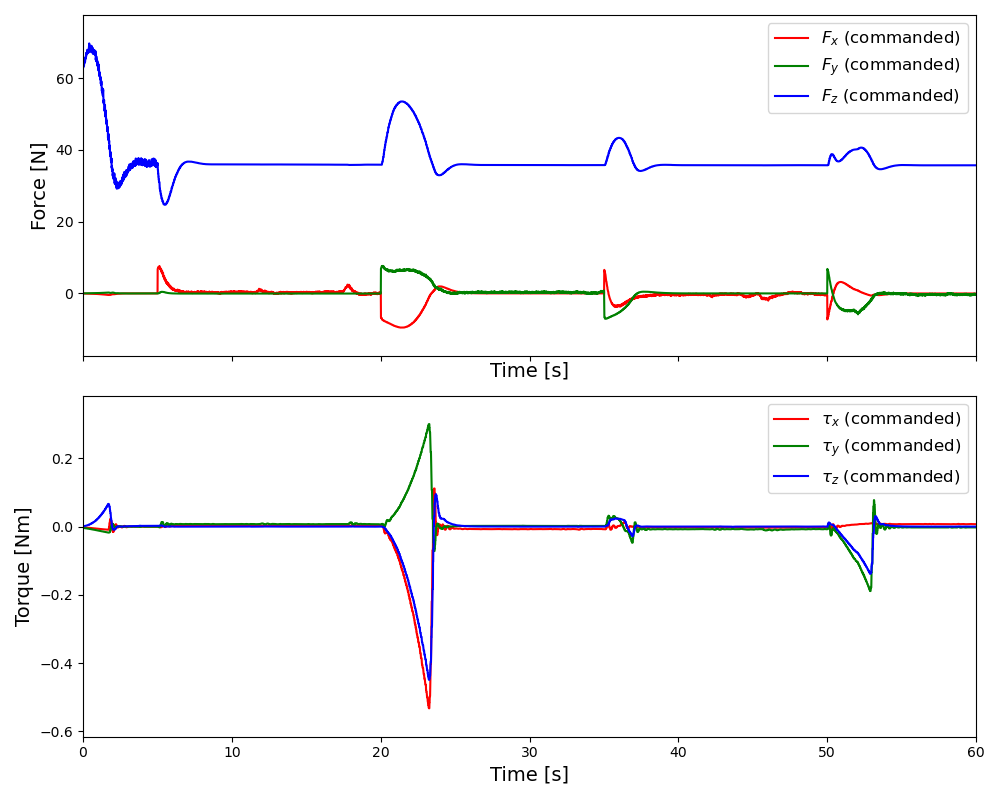 Force [N]
60
40
20
0
F_x (commanded)
F_y (commanded)
F_z (commanded)
Time [s]
Torque [Nm]
0.2
0.0
−0.2
−0.4
−0.6
τ_x (commanded)
τ_y (commanded)
τ_z (commanded)
0 10 20 30 40 50 60
Time [s]